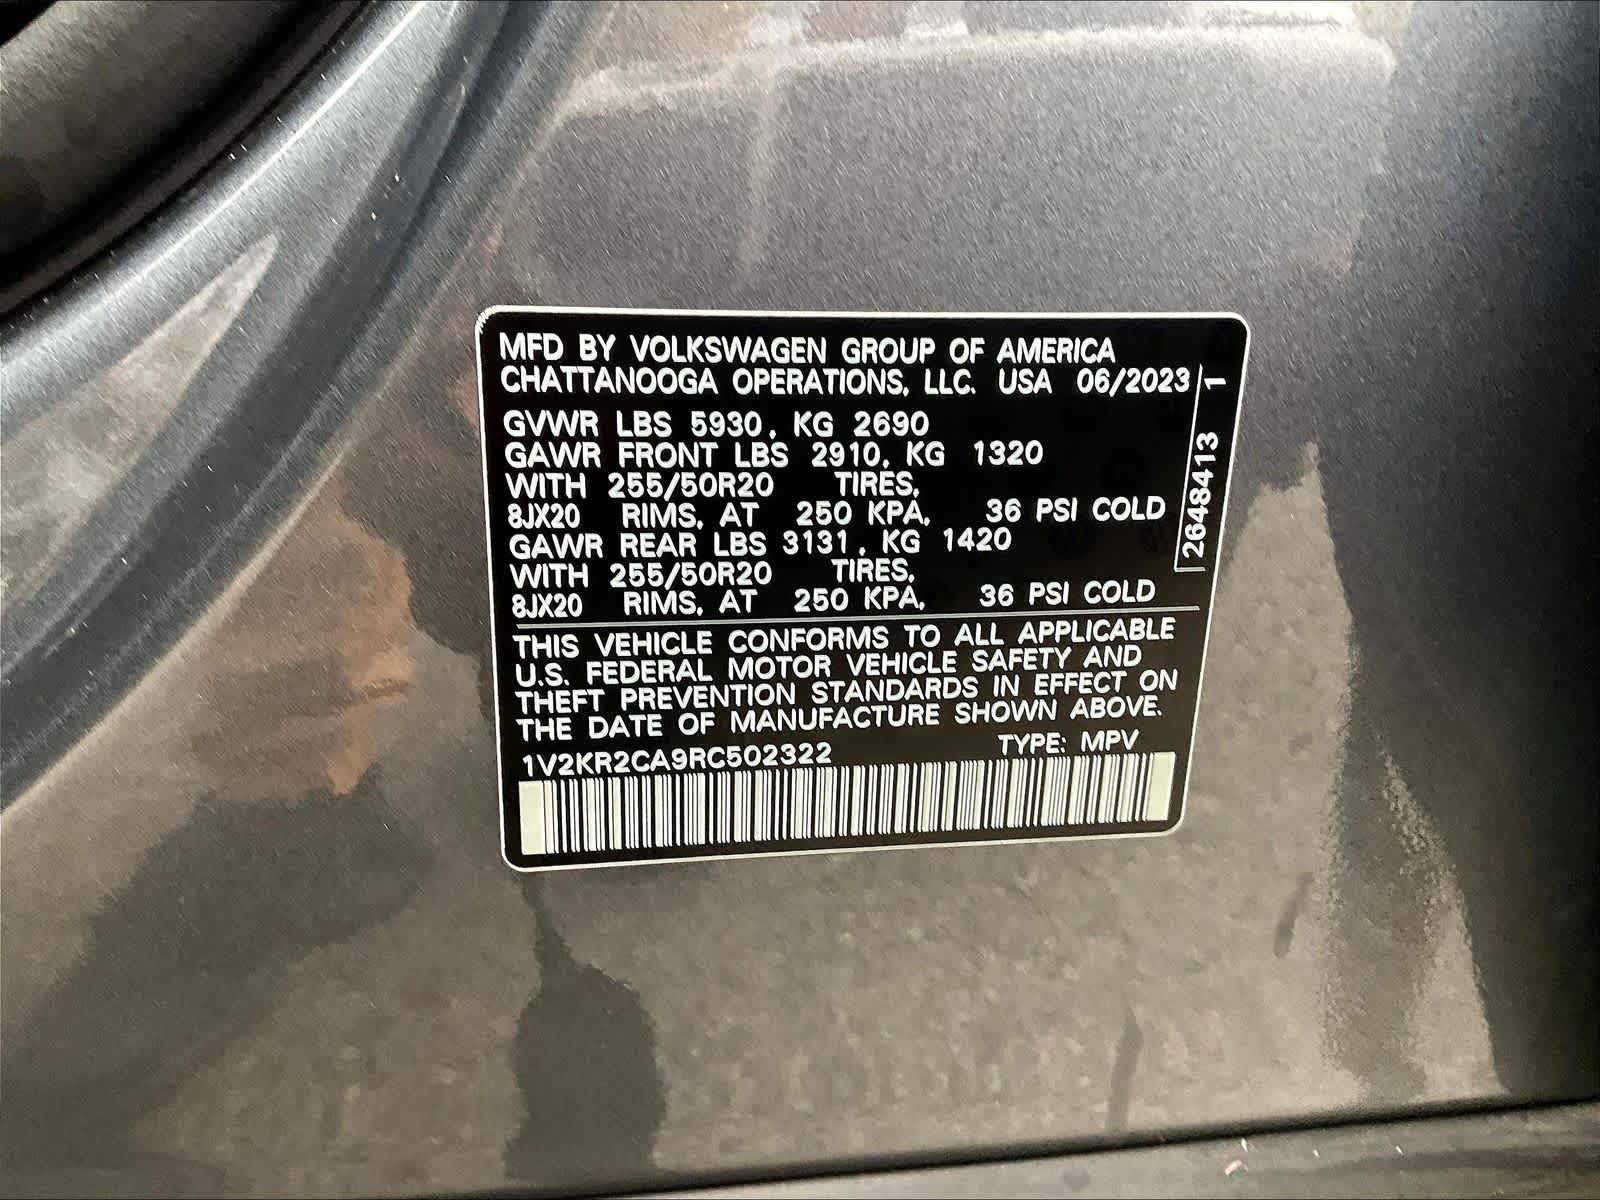 MFD BY VOLKSWAGEN GROUP OF AMERICA
CHATTANOOGA OPERATIONS, LLC. USA 06/2023
GVWR LBS 5930, KG 2690
GAWR FRONT LBS 2910, KG 1320
WITH 255/50R20 TIRES,
8JX20 RIMS, AT 250 KPA, 36 PSI COLD
GAWR REAR LBS 3131, KG 1420
WITH 255/50R20 TIRES,
8JX20 RIMS, AT 250 KPA, 36 PSI COLD
THIS VEHICLE CONFORMS TO ALL APPLICABLE
U.S. FEDERAL MOTOR VEHICLE SAFETY AND
THEFT PREVENTION STANDARDS IN EFFECT ON
THE DATE OF MANUFACTURE SHOWN ABOVE.
1V2KR2CA9RC502322 TYPE: MPV
2648413 1